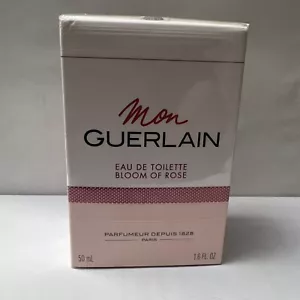 mon
GUERLAIN
EAU DE TOILETTE
BLOOM OF ROSE
PARFUMEUR DEPUIS 1828
PARIS
50 mL 1.6 FL OZ